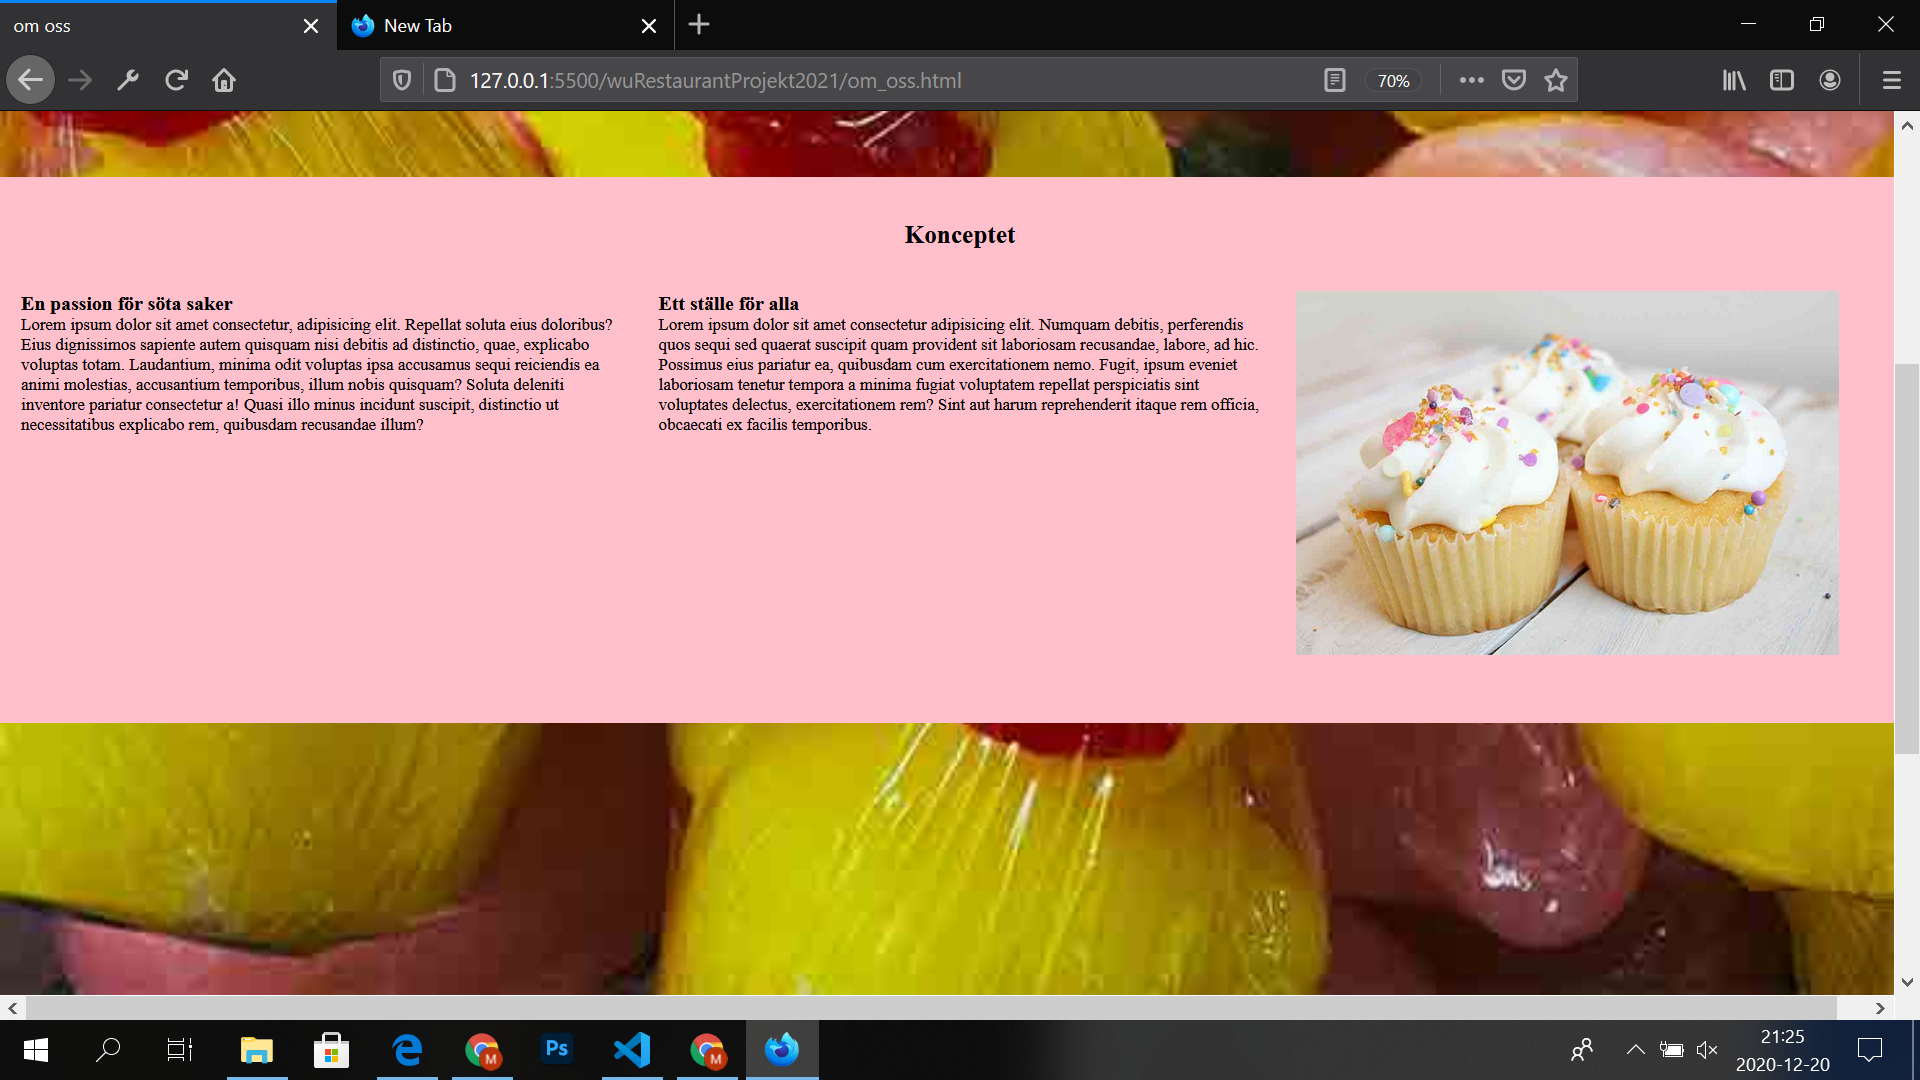 om oss
New Tab
127.0.0.1:5500/wuRestaurantProjekt2021/om_oss.html
70%
Konceptet
En passion för söta saker
Lorem ipsum dolor sit amet consectetur, adipisicing elit. Repellat soluta eius doloribus?
Eius dignissimos sapiente autem quisquam nisi debitis ad distinctio, quae, explicabo
voluptas totam. Laudantium, minima odit voluptas ipsa accusamus sequi reiciendis ea
animi molestias, accusantium temporibus, illum nobis quisquam? Soluta deleniti
inventore pariatur consectetur a! Quasi illo minus incidunt suscipit, distinctio ut
necessitatibus explicabo rem, quibusdam recusandae illum?
Ett ställe för alla
Lorem ipsum dolor sit amet consectetur adipisicing elit. Numquam debitis, perferendis
quos sequi sed quaerat suscipit quam provident sit laboriosam recusandae, labore, ad hic.
Possimus eius pariatur ea, quibusdam cum exercitationem nemo. Fugit, ipsum eveniet
laboriosam tenetur tempora a minima fugiat voluptatem repellat perspiciatis sint
voluptates delectus, exercitationem rem? Sint aut harum reprehenderit itaque rem officia,
obcaecati ex facilis temporibus.
M
Ps
M
21:25
2020-12-20